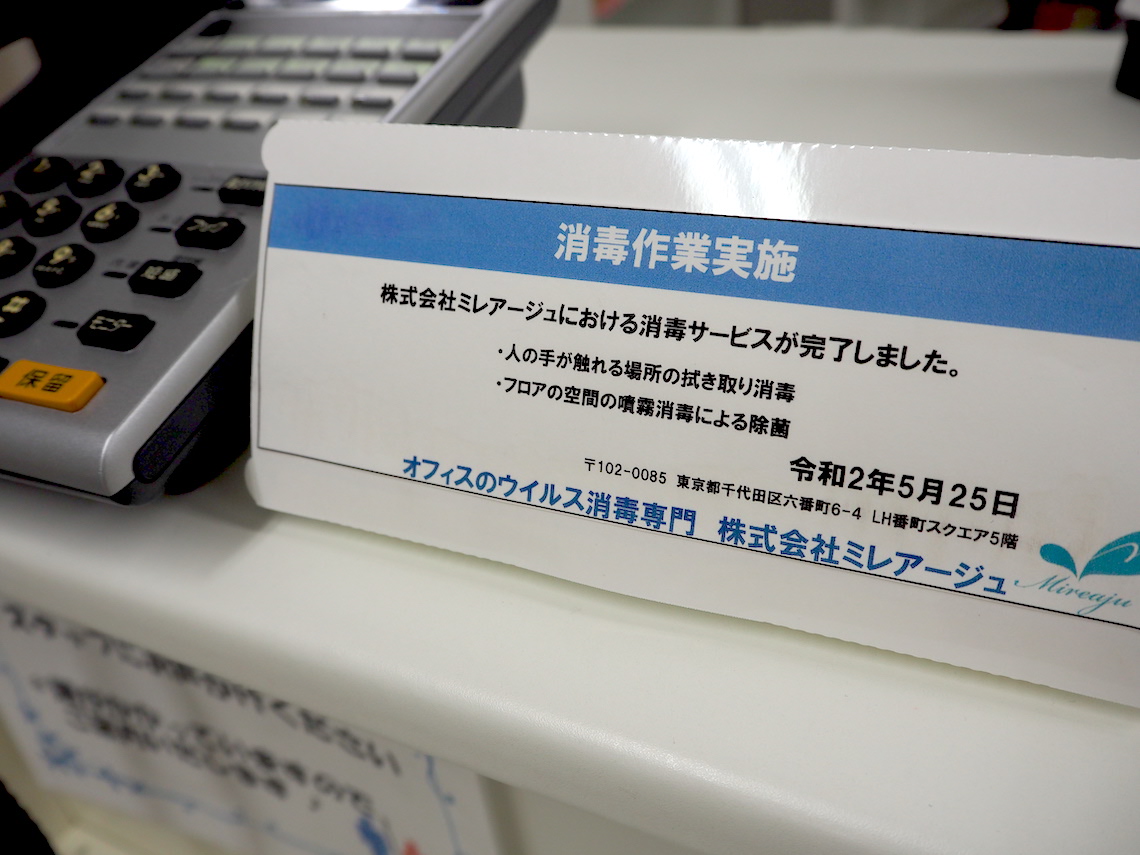 消毒作業実施
株式会社ミレアージュにおける消毒サービスが完了しました。
・人の手が触れる場所の拭き取り消毒
・フロアの空間の噴霧消毒による除菌
令和2年5月25日
〒102-0085 東京都千代田区六番町6-4 LH番町スクエア5階
オフィスのウイルス消毒専門 株式会社ミレアージュ
Mireaju
保留